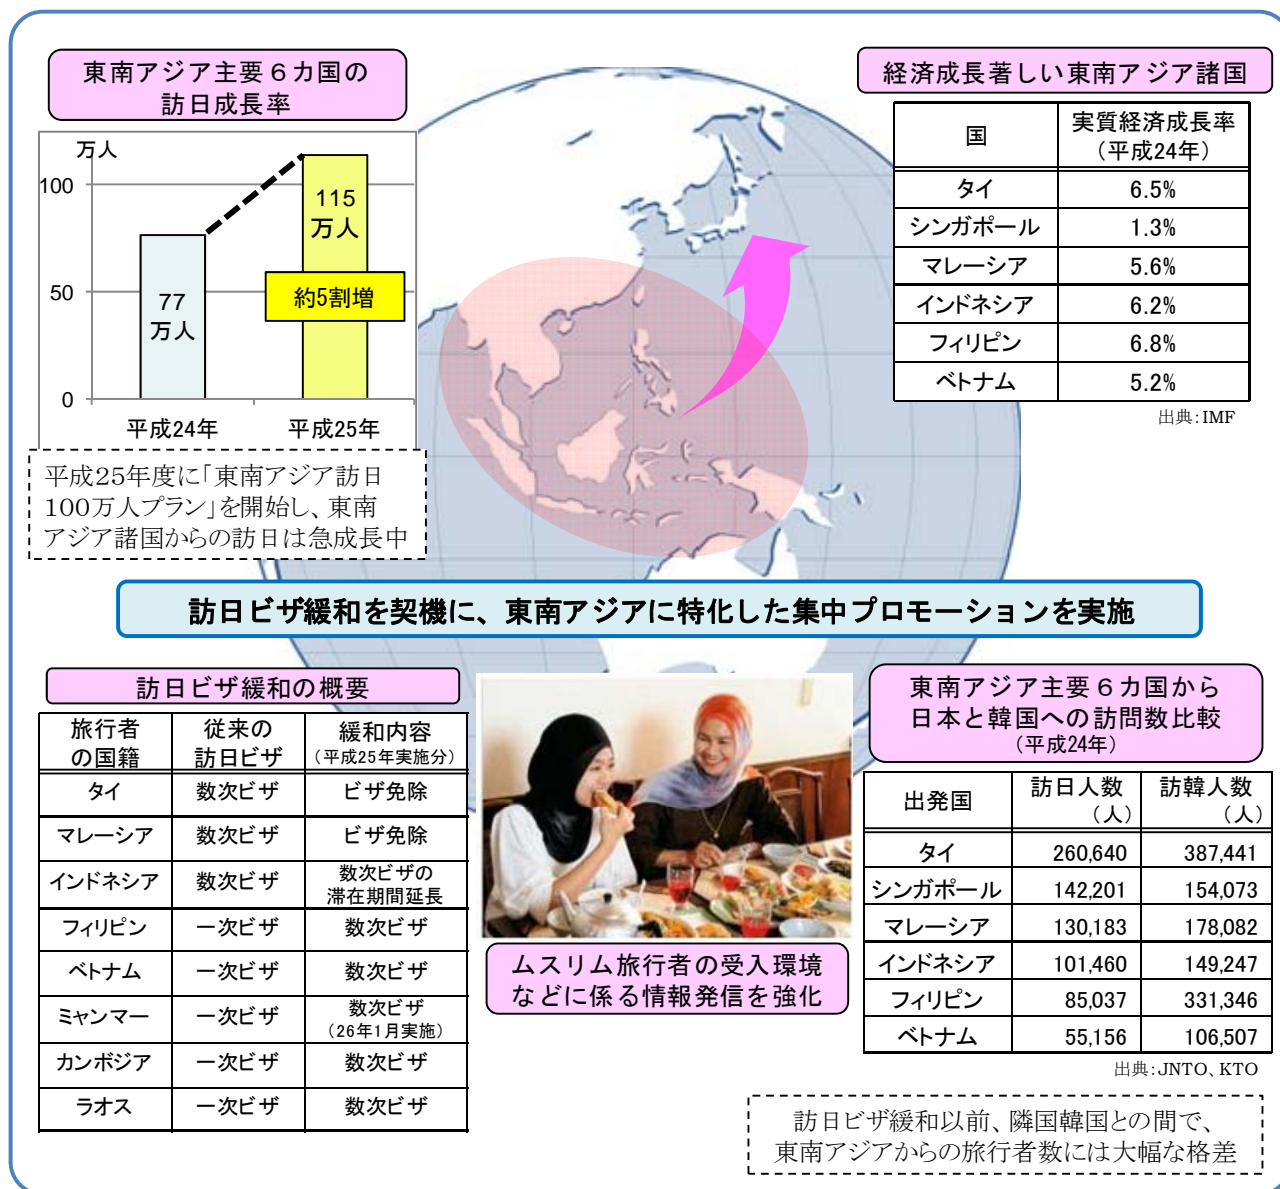 東南アジア主要６カ国の
訪日成長率
万人
100
50
0
77
万人
115
万人
約5割増
平成24年
平成25年
平成25年度に「東南アジア訪日
100万人プラン」を開始し、東南
アジア諸国からの訪日は急成長中
経済成長著しい東南アジア諸国
国 実質経済成長率
（平成24年）
タイ 6.5%
シンガポール 1.3%
マレーシア 5.6%
インドネシア 6.2%
フィリピン 6.8%
ベトナム 5.2%
出典：IMF
訪日ビザ緩和を契機に、東南アジアに特化した集中プロモーションを実施
訪日ビザ緩和の概要
旅行者 従来の 緩和内容
の国籍 訪日ビザ （平成25年実施分）
タイ 数次ビザ ビザ免除
マレーシア 数次ビザ ビザ免除
インドネシア 数次ビザ 数次ビザの
滞在期間延長
フィリピン 一次ビザ 数次ビザ
ベトナム 一次ビザ 数次ビザ
ミャンマー 一次ビザ 数次ビザ
（26年1月実施）
カンボジア 一次ビザ 数次ビザ
ラオス 一次ビザ 数次ビザ
ムスリム旅行者の受入環境
などに係る情報発信を強化
東南アジア主要６カ国から
日本と韓国への訪問数比較
（平成24年）
出発国 訪日人数 訪韓人数
（人） （人）
タイ 260,640 387,441
シンガポール 142,201 154,073
マレーシア 130,183 178,082
インドネシア 101,460 149,247
フィリピン 85,037 331,346
ベトナム 55,156 106,507
出典：JNTO、KTO
訪日ビザ緩和以前、隣国韓国との間で、
東南アジアからの旅行者数には大幅な格差